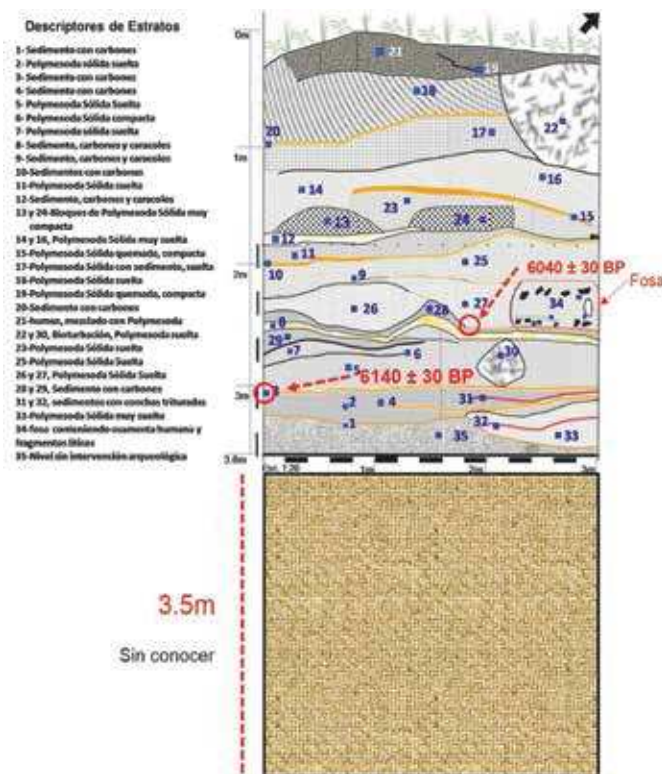 Descriptores de Estratos
1- Sedimento con carbones
2- Polymesoda sólida suelta
3- Sedimento con carbones
4- Sedimento con carbones
5- Polymesoda Sólida Suelta
6- Polymesoda Sólida compacta
7- Polymesoda sólida suelta
8- Sedimento, carbones y caracoles
9- Sedimento, carbones y caracoles
10-Sedimentos con carbones
11-Polymesoda Sólida suelta
12-Sedimento, carbones y caracoles
13 y 24-Bloques de Polymesoda Sólida muy
compacta
14 y 16, Polymesoda Sólida muy suelta
15-Polymesoda Sólida quemada, compacta
17-Polymesoda Sólida con sedimento, suelta
18-Polymesoda Sólida suelta
19-Polymesoda Sólida quemada, compacta
20-Sedimento con carbones
21-humus, mezclado con Polymesoda
22 y 30, Bioturbación, Polymesoda suelta
23-Polymesoda Sólida suelta
25-Polymesoda Sólida Suelta
26 y 27, Polymesoda Sólida Suelta
28 y 29, Sedimento con carbones
31 y 32, sedimentos con conchas trituradas
33-Polymesoda Sólida muy suelta
34-fosa conteniendo osamenta humana y
fragmentos líticos
35-Nivel sin intervención arqueológica
0m
21
18
22
20
17
1m
16
14
23
13
24
15
12
11
10
25
2m
9
6040 ± 30 BP
Fosa
34
26
28
27
8
29
7
6
30
5
6140 ± 30 BP
3
3m
2
4
31
1
32
35
33
3.6m
Esc. 1:20
1m
2m
3m
3.5m
Sin conocer